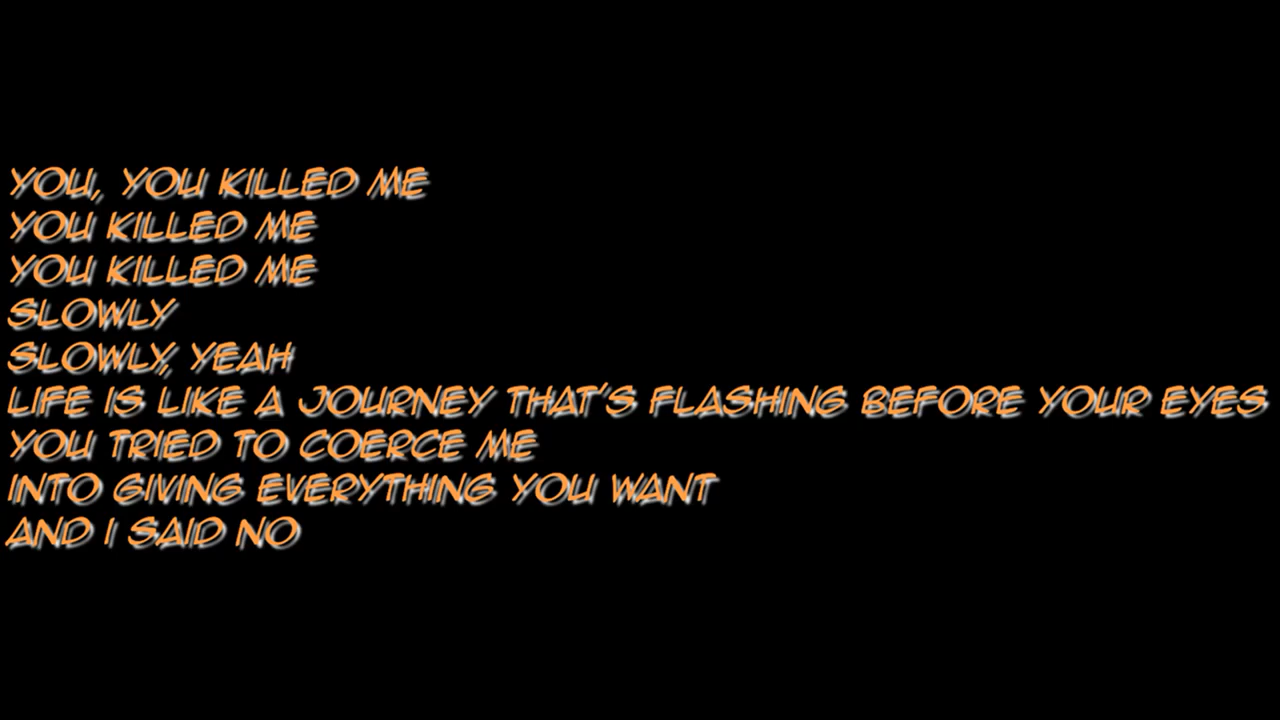 YOU, YOU KILLED ME
YOU KILLED ME
YOU KILLED ME
SLOWLY
SLOWLY, YEAH
LIFE IS LIKE A JOURNEY THAT'S FLASHING BEFORE YOUR EYES
YOU TRIED TO COERCE ME
INTO GIVING EVERYTHING YOU WANT
AND I SAID NO